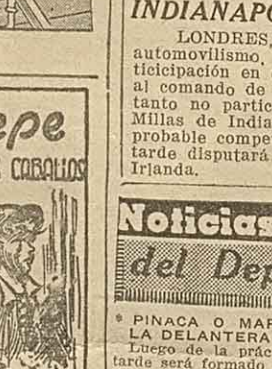 epe
CABALLOS
INDIANAPO
LONDRES,
automovilismo,
ticicipación en
al comando de
tanto no partic
Millas de India
probable compe
tarde disputará
Irlanda.
Noticias
del Dep
* PINACA O MAR
LA DELANTERA
Luego de la prác
tarde será formado